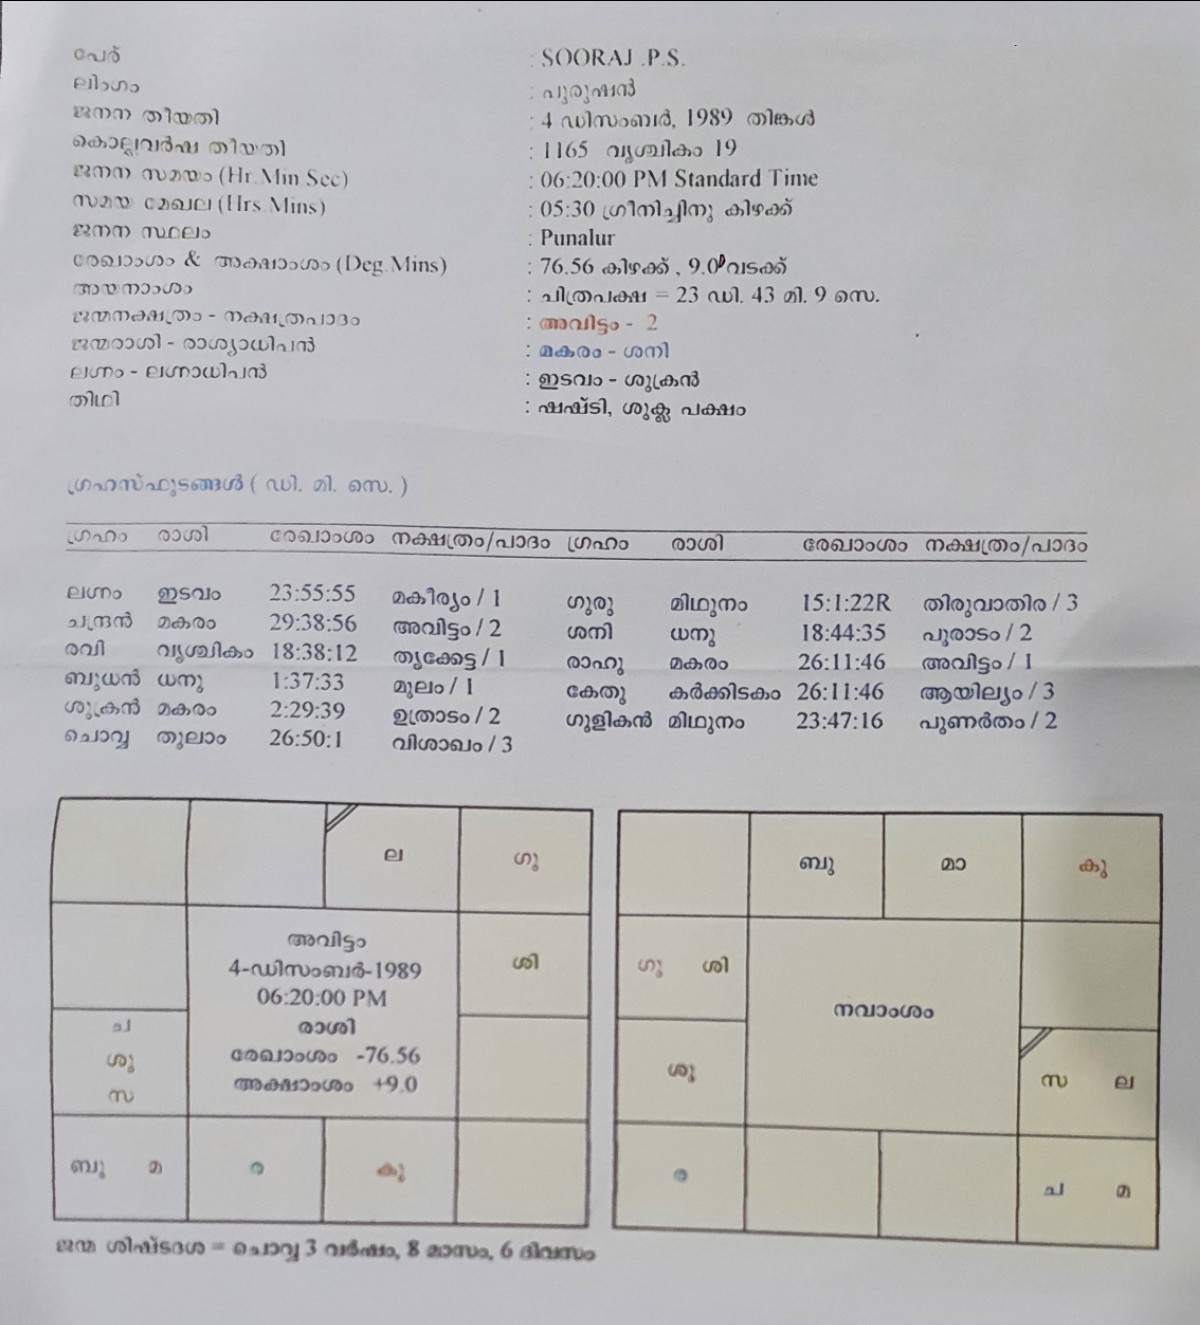 പേര് : SOORAJ .P.S.
ലിംഗം : പുരുഷൻ
ജനന തീയതി : 4 ഡിസംബർ, 1989 തിങ്കൾ
കൊല്ലവർഷ തീയതി : 1165 വൃശ്ചികം 19
ജനന സമയം (Hr.Min.Sec) : 06:20:00 PM Standard Time
സമയ മേഖല (Hrs.Mins) : 05:30 ഗ്രീനിച്ചിനു കിഴക്ക്
ജനന സ്ഥലം : Punalur
രേഖാംശം & അക്ഷാംശം (Deg.Mins) : 76.56 കിഴക്ക് , 9.0 വടക്ക്
അയനാംശം : ചിത്രപക്ഷ = 23 ഡി. 43 മി. 9 സെ.
ജന്മനക്ഷത്രം - നക്ഷത്രപാദം : അവിട്ടം - 2
ജന്മരാശി - രാശ്യാധിപൻ : മകരം - ശനി
ലഗ്നം - ലഗ്നാധിപൻ : ഇടവം - ശുക്രൻ
തിഥി : ഷഷ്ടി, ശുക്ല പക്ഷം
ഗ്രഹസ്ഫുടങ്ങൾ ( ഡി. മി. സെ. )
ഗ്രഹം രാശി രേഖാംശം നക്ഷത്രം/പാദം ഗ്രഹം രാശി രേഖാംശം നക്ഷത്രം/പാദം
ലഗ്നം ഇടവം 23:55:55 മകീര്യം / 1 ഗുരു മിഥുനം 15:1:22R തിരുവാതിര / 3
ചന്ദ്രൻ മകരം 29:38:56 അവിട്ടം / 2 ശനി ധനു 18:44:35 പൂരാടം / 2
രവി വൃശ്ചികം 18:38:12 തൃക്കേട്ട / 1 രാഹു മകരം 26:11:46 അവിട്ടം / 1
ബുധൻ ധനു 1:37:33 മൂലം / 1 കേതു കർക്കിടകം 26:11:46 ആയില്യം / 3
ശുക്രൻ മകരം 2:29:39 ഉത്രാടം / 2 ഗുളികൻ മിഥുനം 23:47:16 പുണർതം / 2
ചൊവ്വ തുലാം 26:50:1 വിശാഖം / 3
ല ഗു
ശി
ച
ശു
സ
ബു മ ര കു
അവിട്ടം
4-ഡിസംബർ-1989
06:20:00 PM
രാശി
രേഖാംശം -76.56
അക്ഷാംശം +9.0
ബു മാ കു
ഗു ശി
നവാംശം
ശു സ ല
ര ച മ
ജന്മ ശിഷ്ടദശ = ചൊവ്വ 3 വർഷം, 8 മാസം, 6 ദിവസം